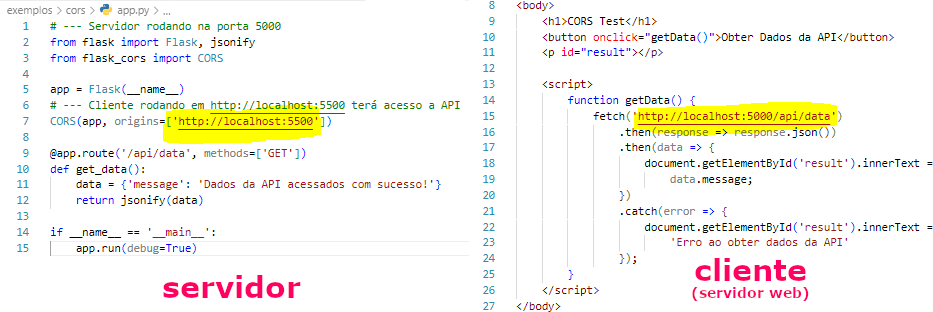 exemplos > cors > app.py > ...
1 # --- Servidor rodando na porta 5000
2 from flask import Flask, jsonify
3 from flask_cors import CORS
4
5 app = Flask(__name__)
6 # --- Cliente rodando em http://localhost:5500 terá acesso a API
7 CORS(app, origins=['http://localhost:5500'])
8
9 @app.route('/api/data', methods=['GET'])
10 def get_data():
11     data = {'message': 'Dados da API acessados com sucesso!'}
12     return jsonify(data)
13
14 if __name__ == '__main__':
15     app.run(debug=True)
servidor
8 <body>
9     <h1>CORS Test</h1>
10     <button onclick="getData()">Obter Dados da API</button>
11     <p id="result"></p>
12
13     <script>
14         function getData() {
15             fetch('http://localhost:5000/api/data')
16                 .then(response => response.json())
17                 .then(data => {
18                     document.getElementById('result').innerText =
19                         data.message;
20                 })
21                 .catch(error => {
22                     document.getElementById('result').innerText =
23                         'Erro ao obter dados da API'
24                 });
25         }
26     </script>
27 </body>
cliente
(servidor web)